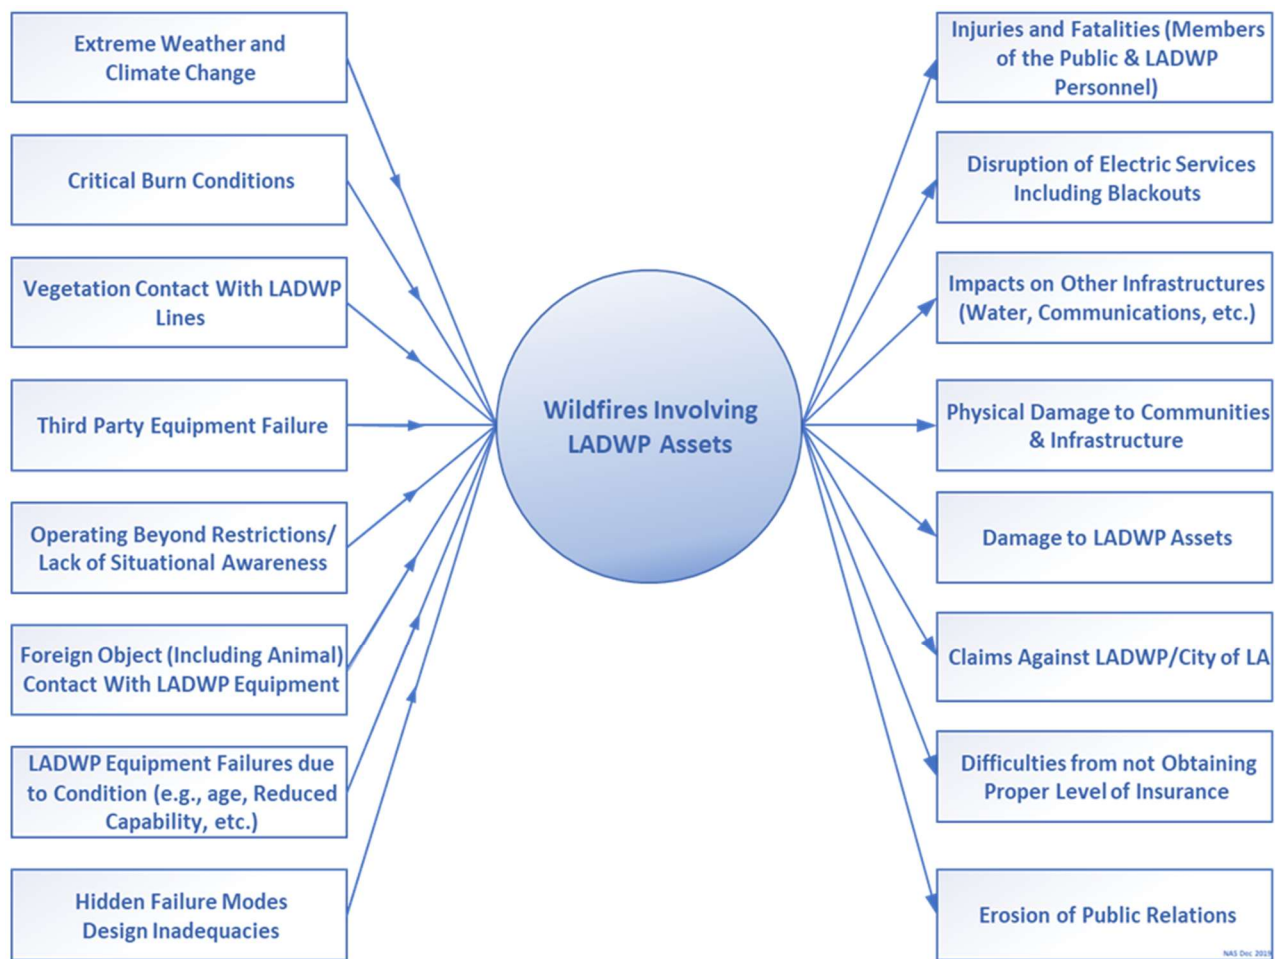 Extreme Weather and
Climate Change
Critical Burn Conditions
Vegetation Contact With LADWP
Lines
Third Party Equipment Failure
Operating Beyond Restrictions/
Lack of Situational Awareness
Foreign Object (Including Animal)
Contact With LADWP Equipment
LADWP Equipment Failures due
to Condition (e.g., age, Reduced
Capability, etc.)
Hidden Failure Modes
Design Inadequacies
Wildfires Involving
LADWP Assets
Injuries and Fatalities (Members
of the Public & LADWP
Personnel)
Disruption of Electric Services
Including Blackouts
Impacts on Other Infrastructures
(Water, Communications, etc.)
Physical Damage to Communities
& Infrastructure
Damage to LADWP Assets
Claims Against LADWP/City of LA
Difficulties from not Obtaining
Proper Level of Insurance
Erosion of Public Relations
NAS Dec 2019